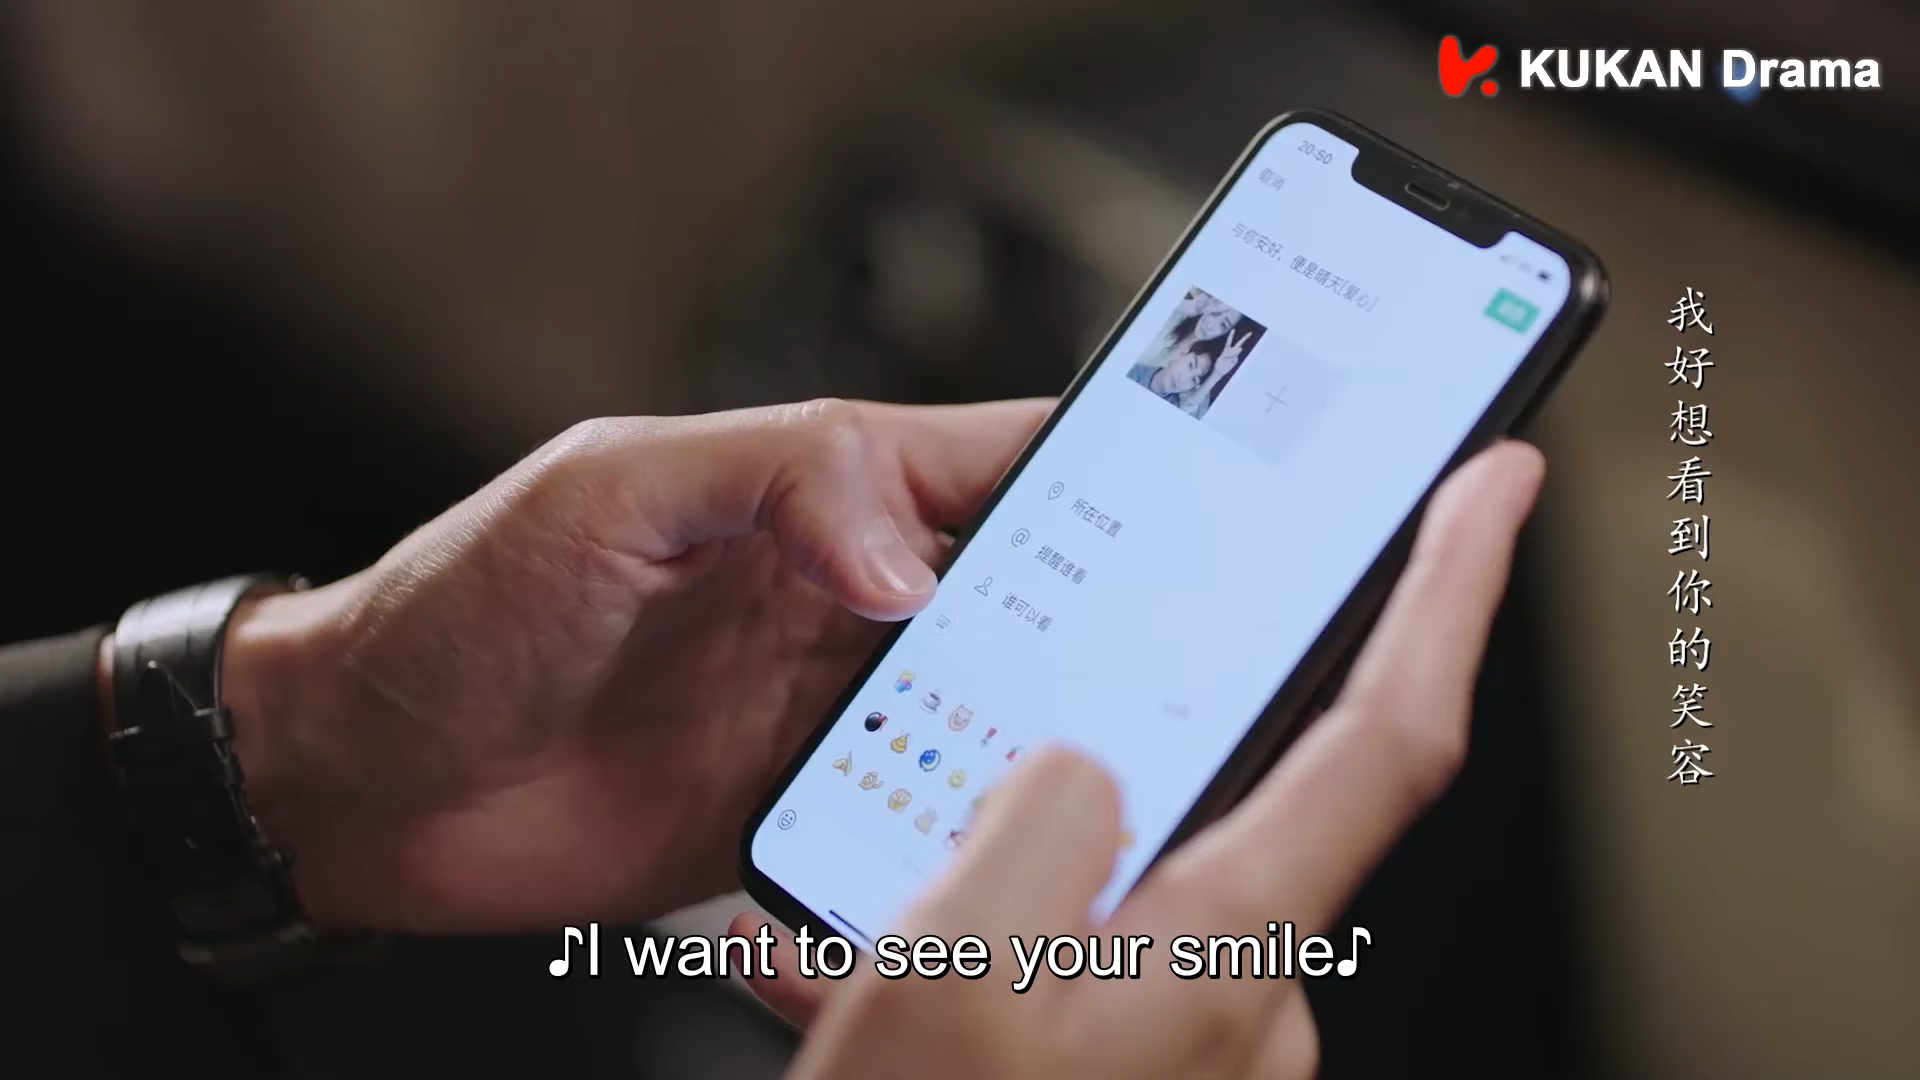 KUKAN Drama
20:50
取消
与你安好，便是晴天[爱心]
所在位置
提醒谁看
谁可以看
我好想看到你的笑容
♪I want to see your smile♪